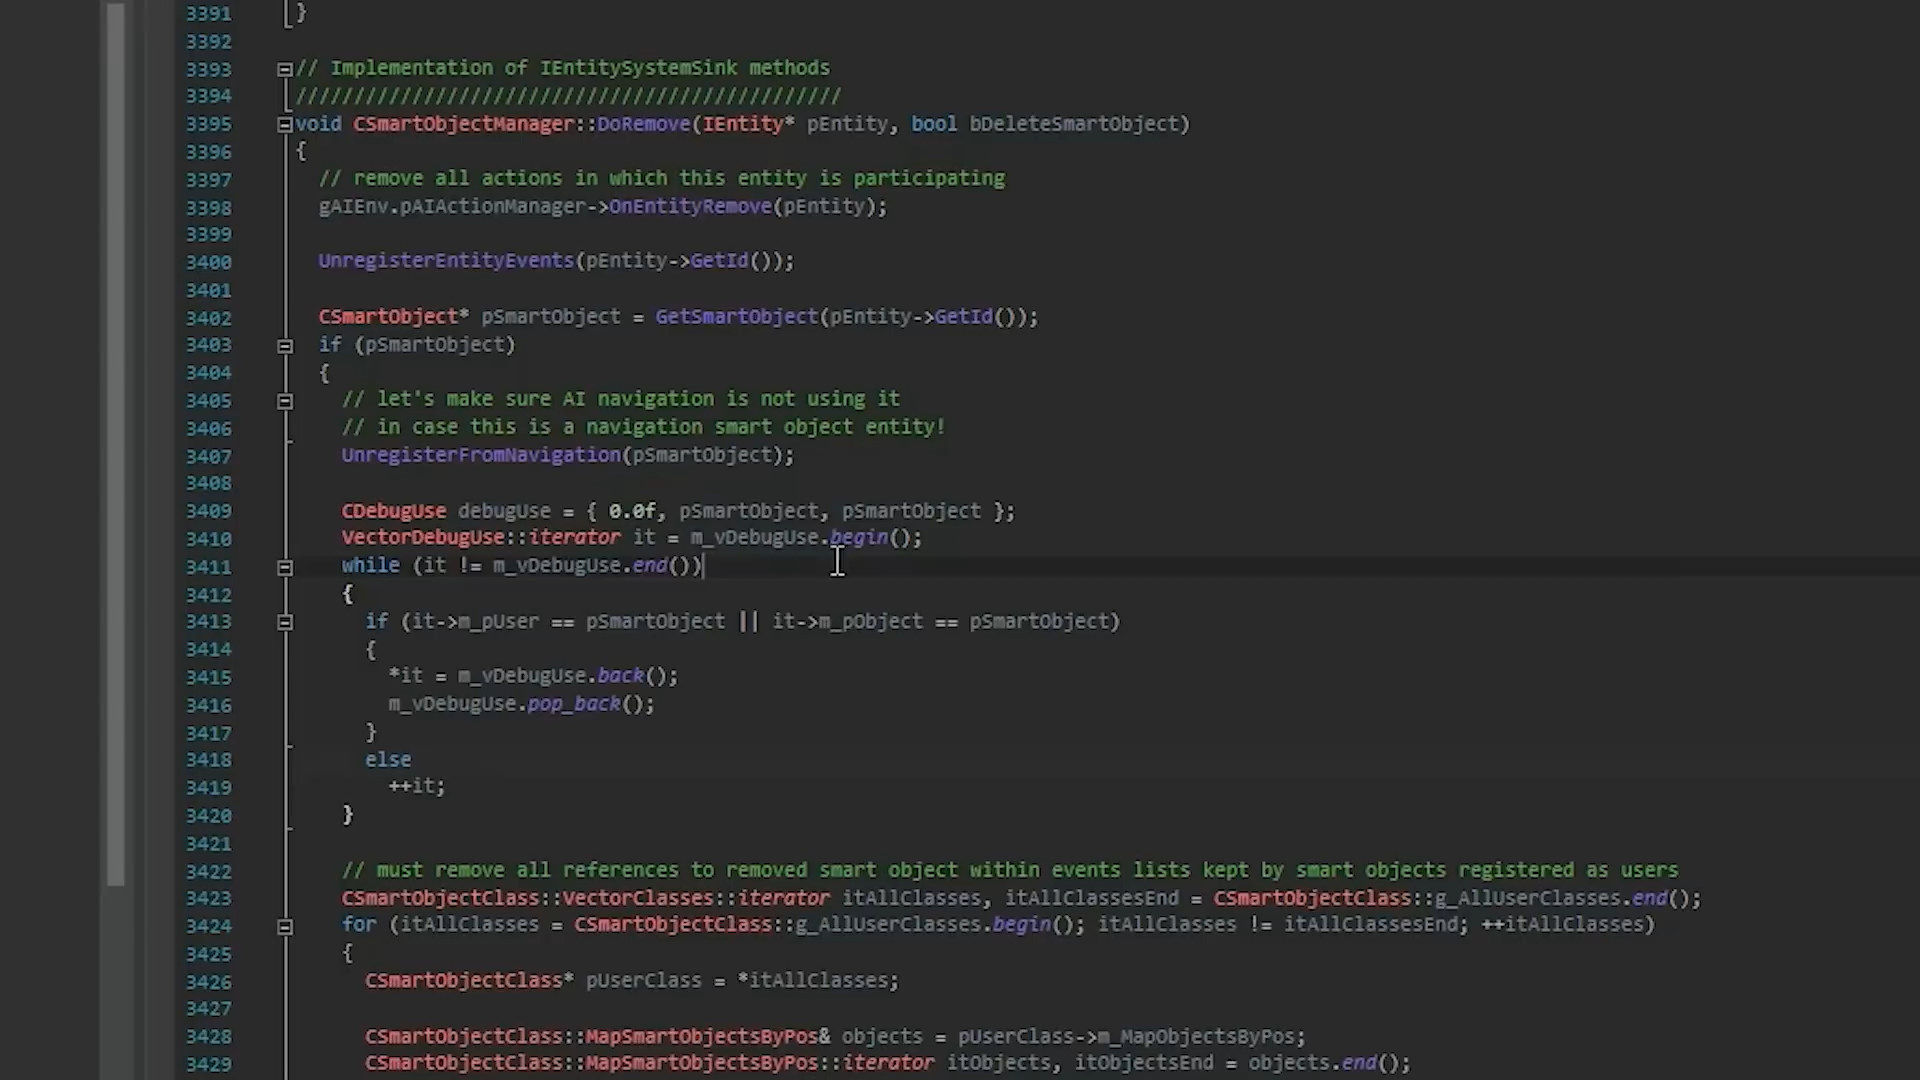 3391 }
3392
3393 // Implementation of IEntitySystemSink methods
3394 ///////////////////////////////////////////////
3395 void CSmartObjectManager::DoRemove(IEntity* pEntity, bool bDeleteSmartObject)
3396 {
3397 // remove all actions in which this entity is participating
3398 gAIEnv.pAIActionManager->OnEntityRemove(pEntity);
3399
3400 UnregisterEntityEvents(pEntity->GetId());
3401
3402 CSmartObject* pSmartObject = GetSmartObject(pEntity->GetId());
3403 if (pSmartObject)
3404 {
3405 // let's make sure AI navigation is not using it
3406 // in case this is a navigation smart object entity!
3407 UnregisterFromNavigation(pSmartObject);
3408
3409 CDebugUse debugUse = { 0.0f, pSmartObject, pSmartObject };
3410 VectorDebugUse::iterator it = m_vDebugUse.begin();
3411 while (it != m_vDebugUse.end())
3412 {
3413 if (it->m_pUser == pSmartObject || it->m_pObject == pSmartObject)
3414 {
3415 *it = m_vDebugUse.back();
3416 m_vDebugUse.pop_back();
3417 }
3418 else
3419 ++it;
3420 }
3421
3422 // must remove all references to removed smart object within events lists kept by smart objects registered as users
3423 CSmartObjectClass::VectorClasses::iterator itAllClasses, itAllClassesEnd = CSmartObjectClass::g_AllUserClasses.end();
3424 for (itAllClasses = CSmartObjectClass::g_AllUserClasses.begin(); itAllClasses != itAllClassesEnd; ++itAllClasses)
3425 {
3426 CSmartObjectClass* pUserClass = *itAllClasses;
3427
3428 CSmartObjectClass::MapSmartObjectsByPos& objects = pUserClass->m_MapObjectsByPos;
3429 CSmartObjectClass::MapSmartObjectsByPos::iterator itObjects, itObjectsEnd = objects.end();